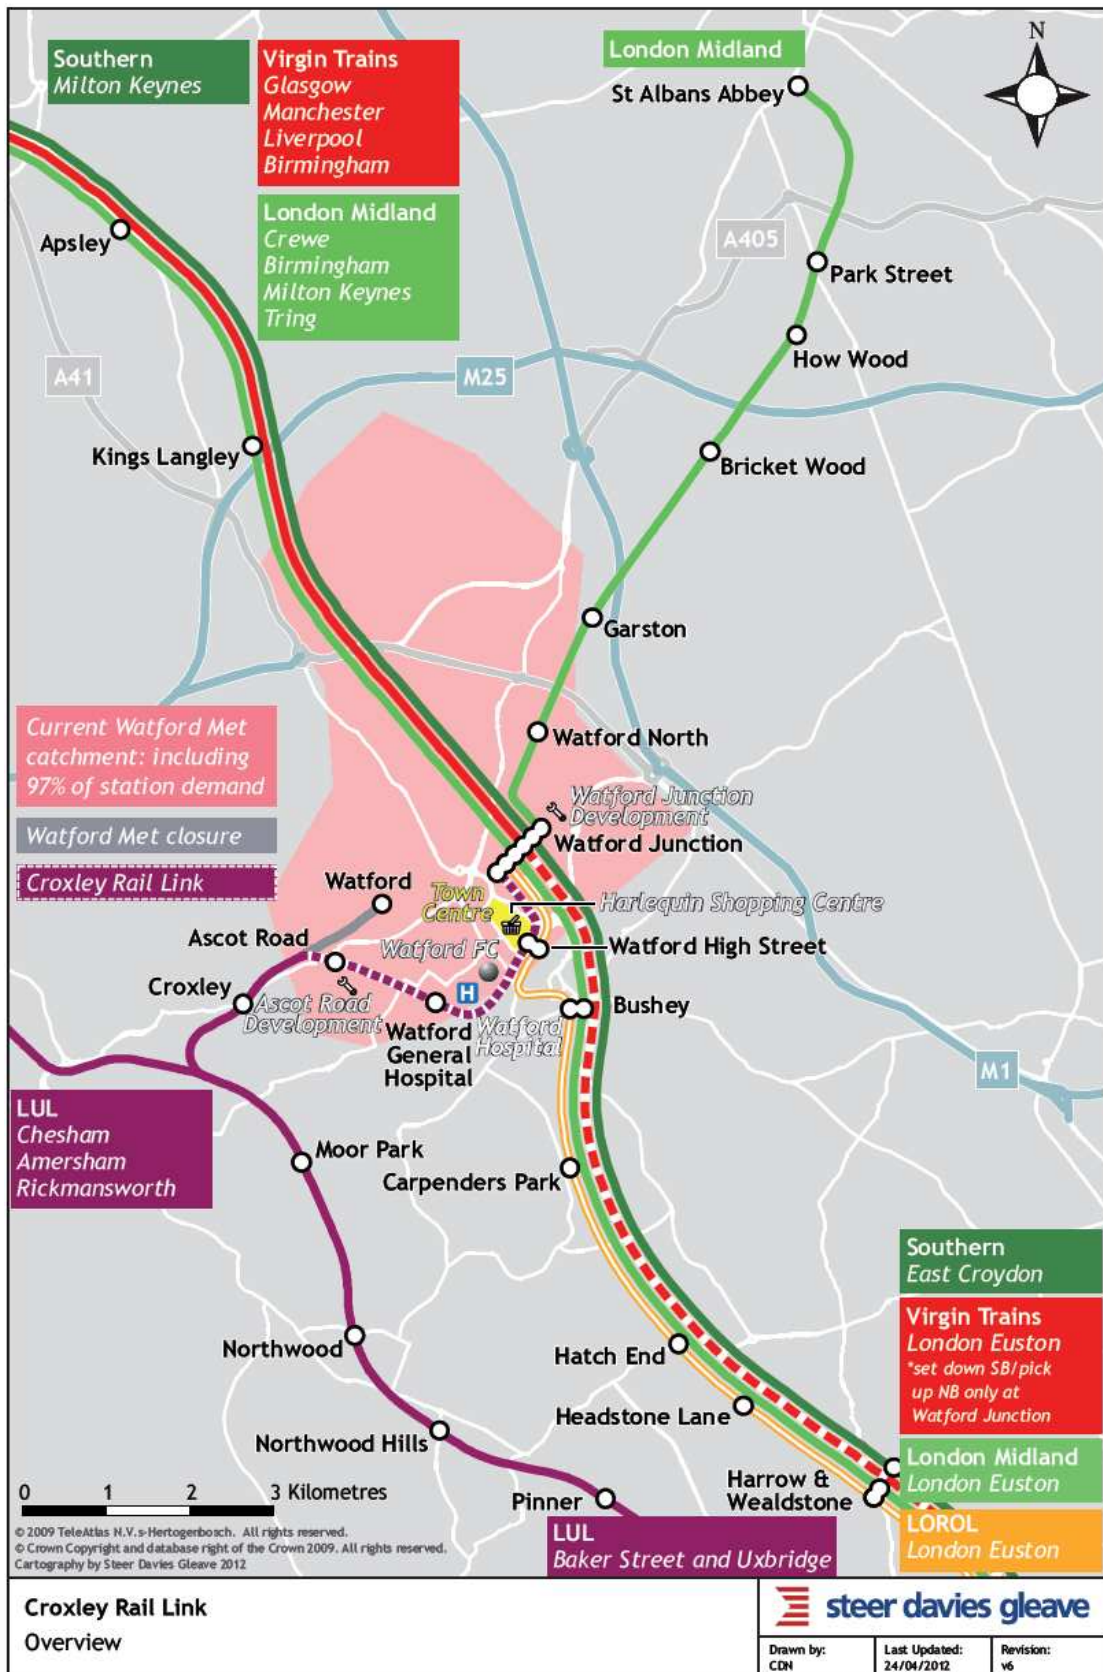 Southern
Milton Keynes
Virgin Trains
Glasgow
Manchester
Liverpool
Birmingham
London Midland
Crewe
Birmingham
Milton Keynes
Tring
London Midland
St Albans Abbey
N
Apsley
A405
Park Street
How Wood
A41
M25
Kings Langley
Bricket Wood
Garston
Current Watford Met
catchment: including
97% of station demand
Watford Met closure
Croxley Rail Link
Watford North
Watford Junction
Development
Watford Junction
Watford
Town
Centre
Harlequin Shopping Centre
Ascot Road
Watford FC
Watford High Street
Croxley
Ascot Road
Development
H
Watford
General
Hospital
Watford
Hospital
Bushey
M1
LUL
Chesham
Amersham
Rickmansworth
Moor Park
Carpenders Park
Southern
East Croydon
Virgin Trains
London Euston
*set down SB/pick
up NB only at
Watford Junction
London Midland
London Euston
LOROL
London Euston
Northwood
Hatch End
Headstone Lane
Northwood Hills
Harrow &
Wealdstone
Pinner
LUL
Baker Street and Uxbridge
0 1 2 3 Kilometres
© 2009 TeleAtlas N.V.s-Hertogenbosch. All rights reserved.
© Crown Copyright and database right of the Crown 2009. All rights reserved.
Cartography by Steer Davies Gleave 2012
Croxley Rail Link
Overview
steer davies gleave
Drawn by:
CDN
Last Updated:
24/04/2012
Revision:
v6